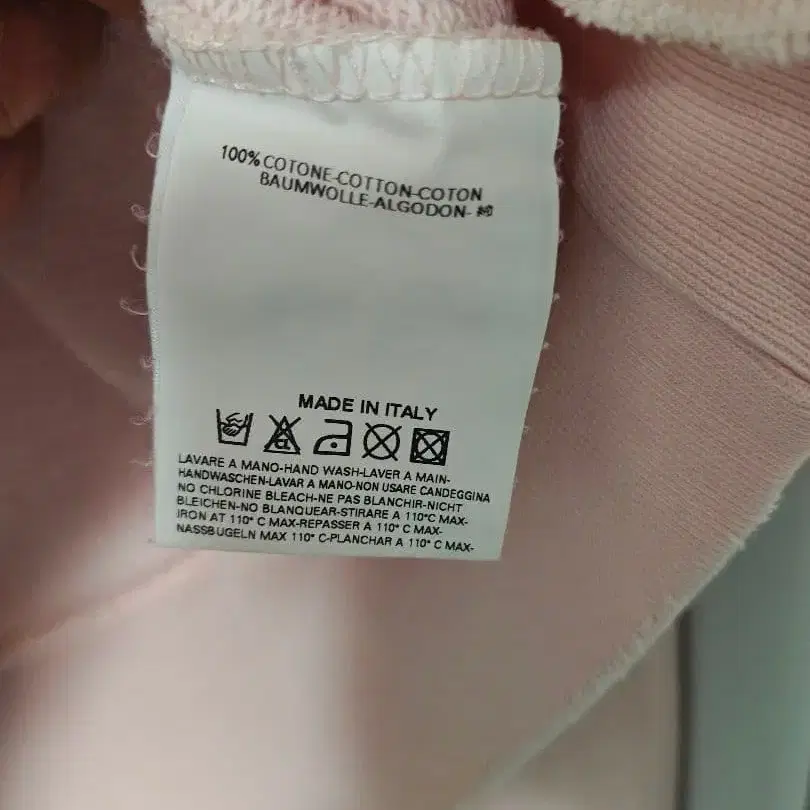 100% COTONE-COTTON-COTON
BAUMWOLLE-ALGODON-
MADE IN ITALY
LAVARE A MANO-HAND WASH-LAVER A MAIN-
HANDWASCHEN-LAVAR A MANO-NON USARE CANDEGGINA
NO CHLORINE BLEACH-NE PAS BLANCHIR-NICHT
BLEICHEN-NO BLANQUEAR-STIRARE A 110°C MAX-
IRON AT 110° C MAX-REPASSER A 110° C MAX-
NASSBUGELN MAX 110° C-PLANCHAR A 110° C MAX-